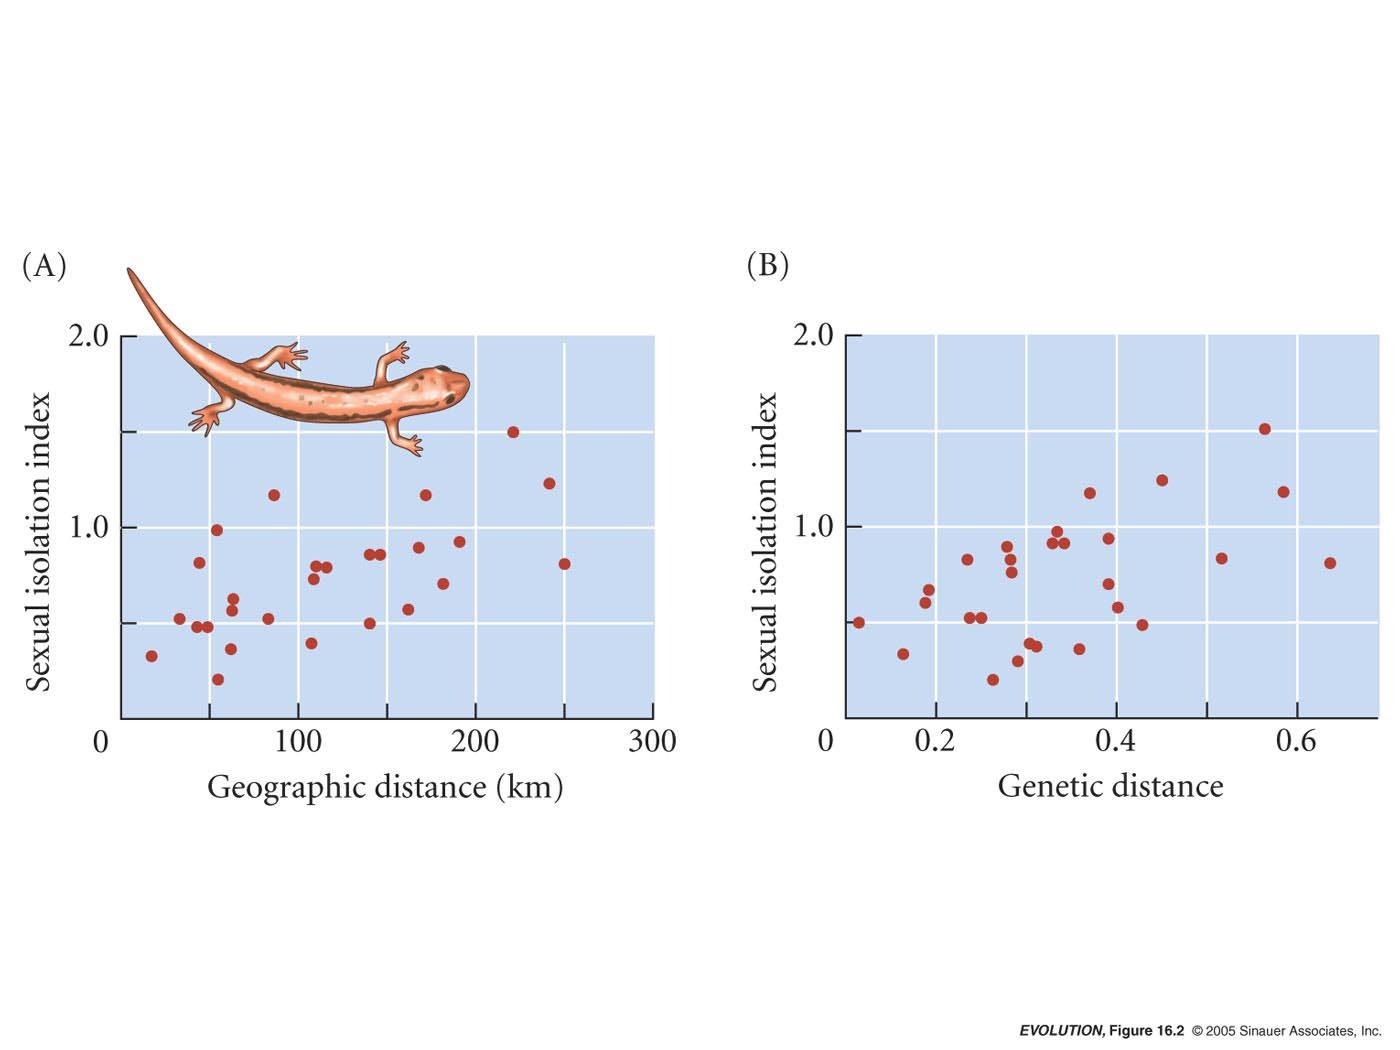 (A)
2.0
1.0
0
100
200
300
Sexual isolation index
Geographic distance (km)
(B)
2.0
1.0
0
0.2
0.4
0.6
Sexual isolation index
Genetic distance
EVOLUTION, Figure 16.2 © 2005 Sinauer Associates, Inc.